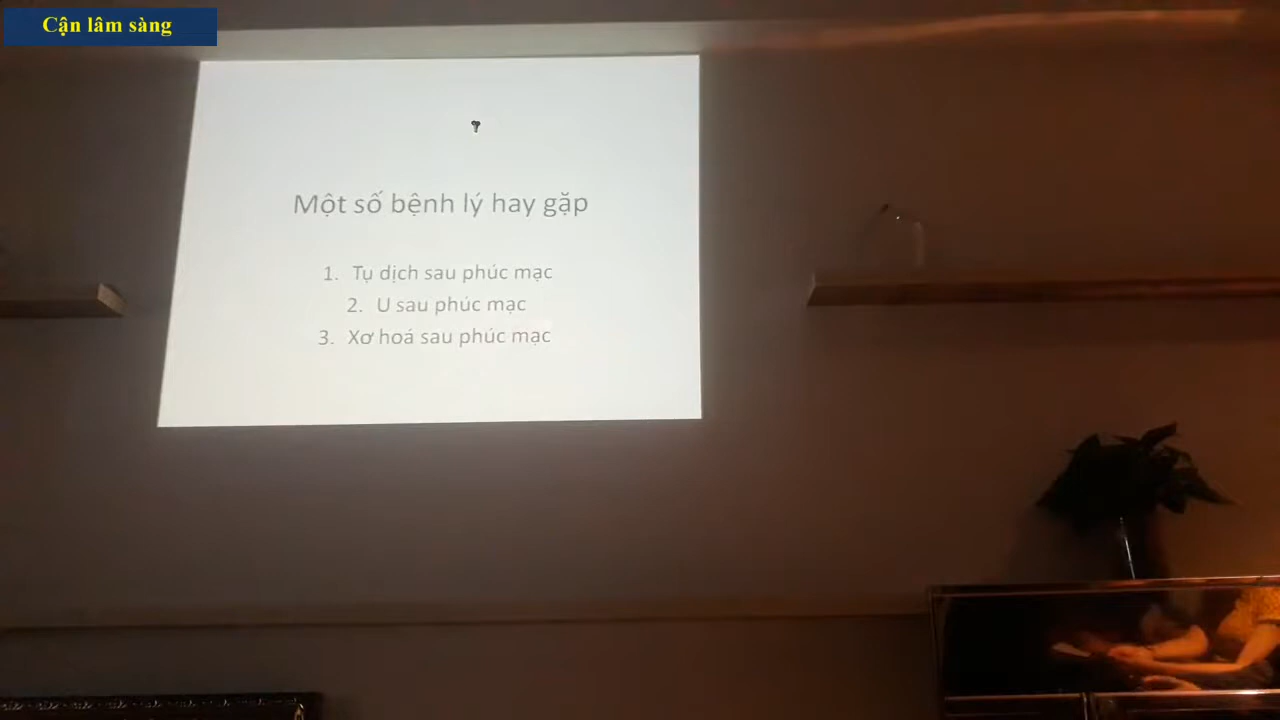 Cận lâm sàng
Một số bệnh lý hay gặp
1. Tụ dịch sau phúc mạc
2. U sau phúc mạc
3. Xơ hoá sau phúc mạc